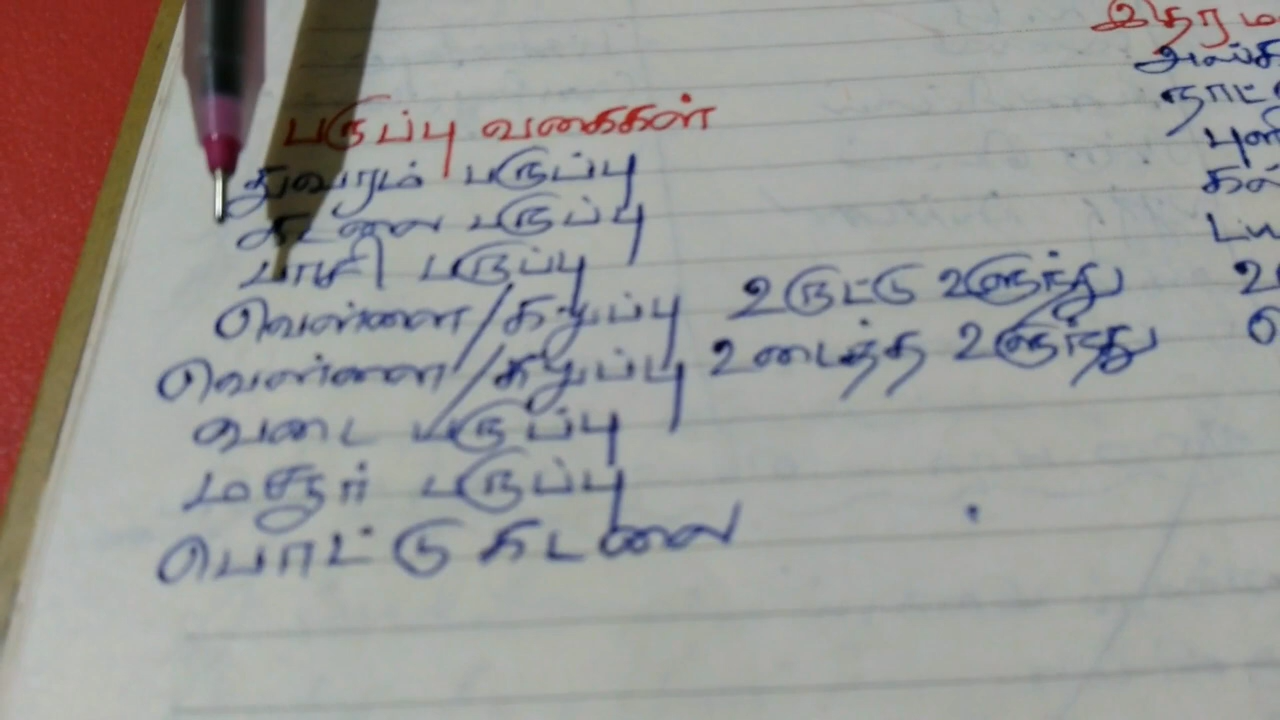 பருப்பு வகைகள்
துவரம் பருப்பு
கடலை பருப்பு
பாசி பருப்பு
வெள்ளை/கருப்பு உருட்டு உளுந்து
வெள்ளை/கருப்பு உடைத்த உளுந்து
வடை பருப்பு
மசூர் பருப்பு
பொட்டு கடலை
இதர